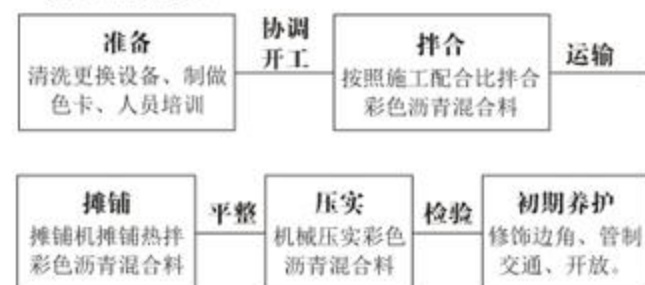 准备
清洗更换设备、制做
色卡、人员培训
协调
开工
拌合
按照施工配合比拌合
彩色沥青混合料
运输
摊铺
摊铺机摊铺热拌
彩色沥青混合料
平整
压实
机械压实彩色
沥青混合料
检验
初期养护
修饰边角、管制
交通、开放。